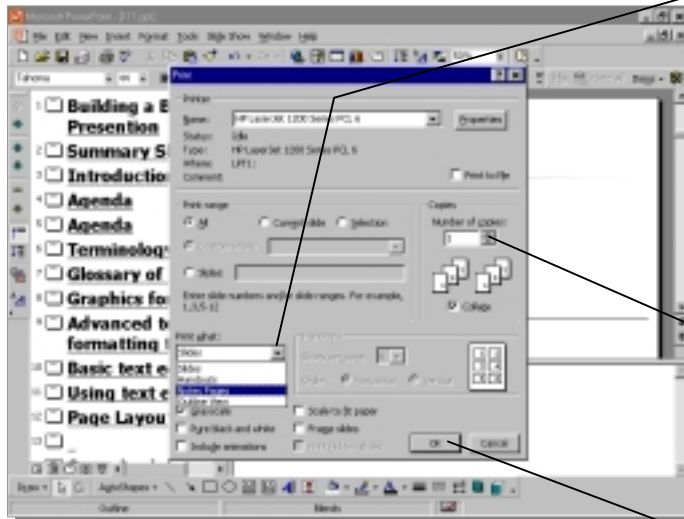 Microsoft PowerPoint - [f11.ppt]
File Edit View Insert Format Tools Slide Show Window Help
Tahoma
Print
Printer
Name: HP LaserJet 1200 Series PCL 6
Properties
Status: Idle
Type: HP LaserJet 1200 Series PCL 6
Where: LPT1:
Comment:
Print to file
Print range
All Current slide Selection
Slides:
Enter slide numbers and/or slide ranges. For example,
1,3,5-12
Copies
Number of copies:
1
Collate
Print what:
Slides
Slides
Handouts
Notes Pages
Outline View
Grayscale
Pure black and white
Include animations
Scale to fit paper
Frame slides
OK Cancel
Building a
Presention
Summary S
Introductio
Agenda
Agenda
Terminolog
Glossary of
Graphics fo
Advanced
formatting
Basic text e
Using text e
Page Layou
Draw AutoShapes
Outline Blends